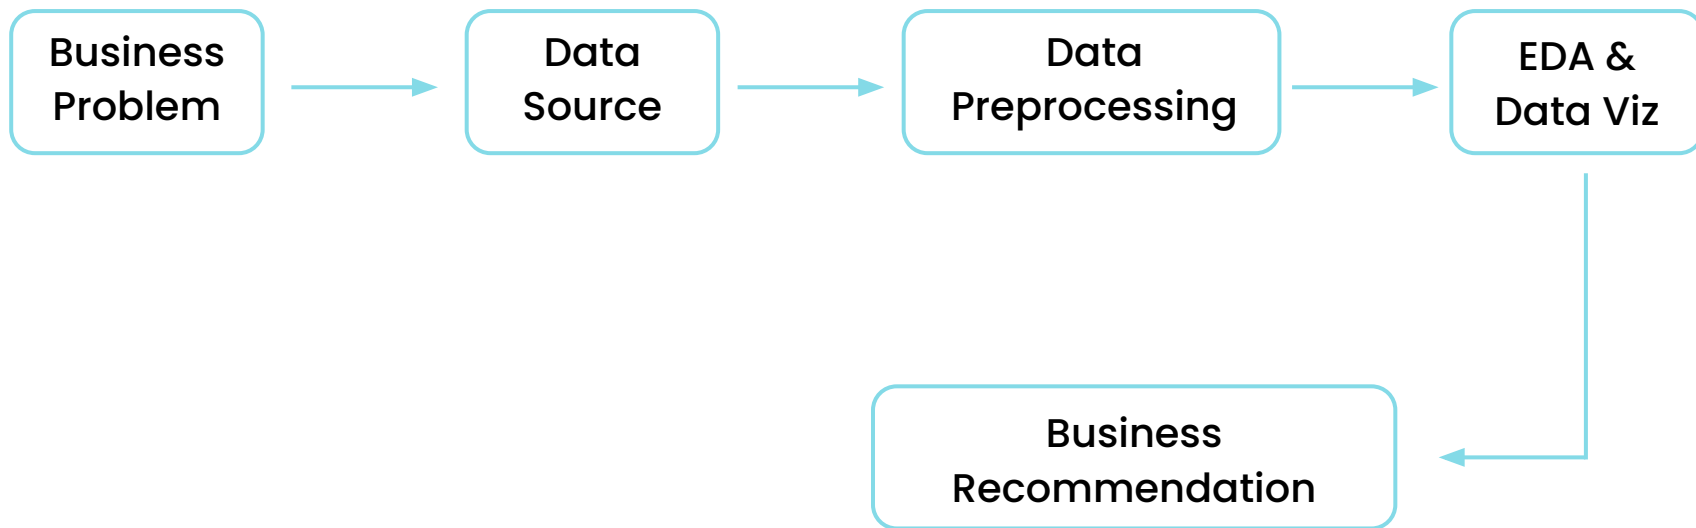 Business
Problem
Data
Source
Data
Preprocessing
EDA &
Data Viz
Business
Recommendation